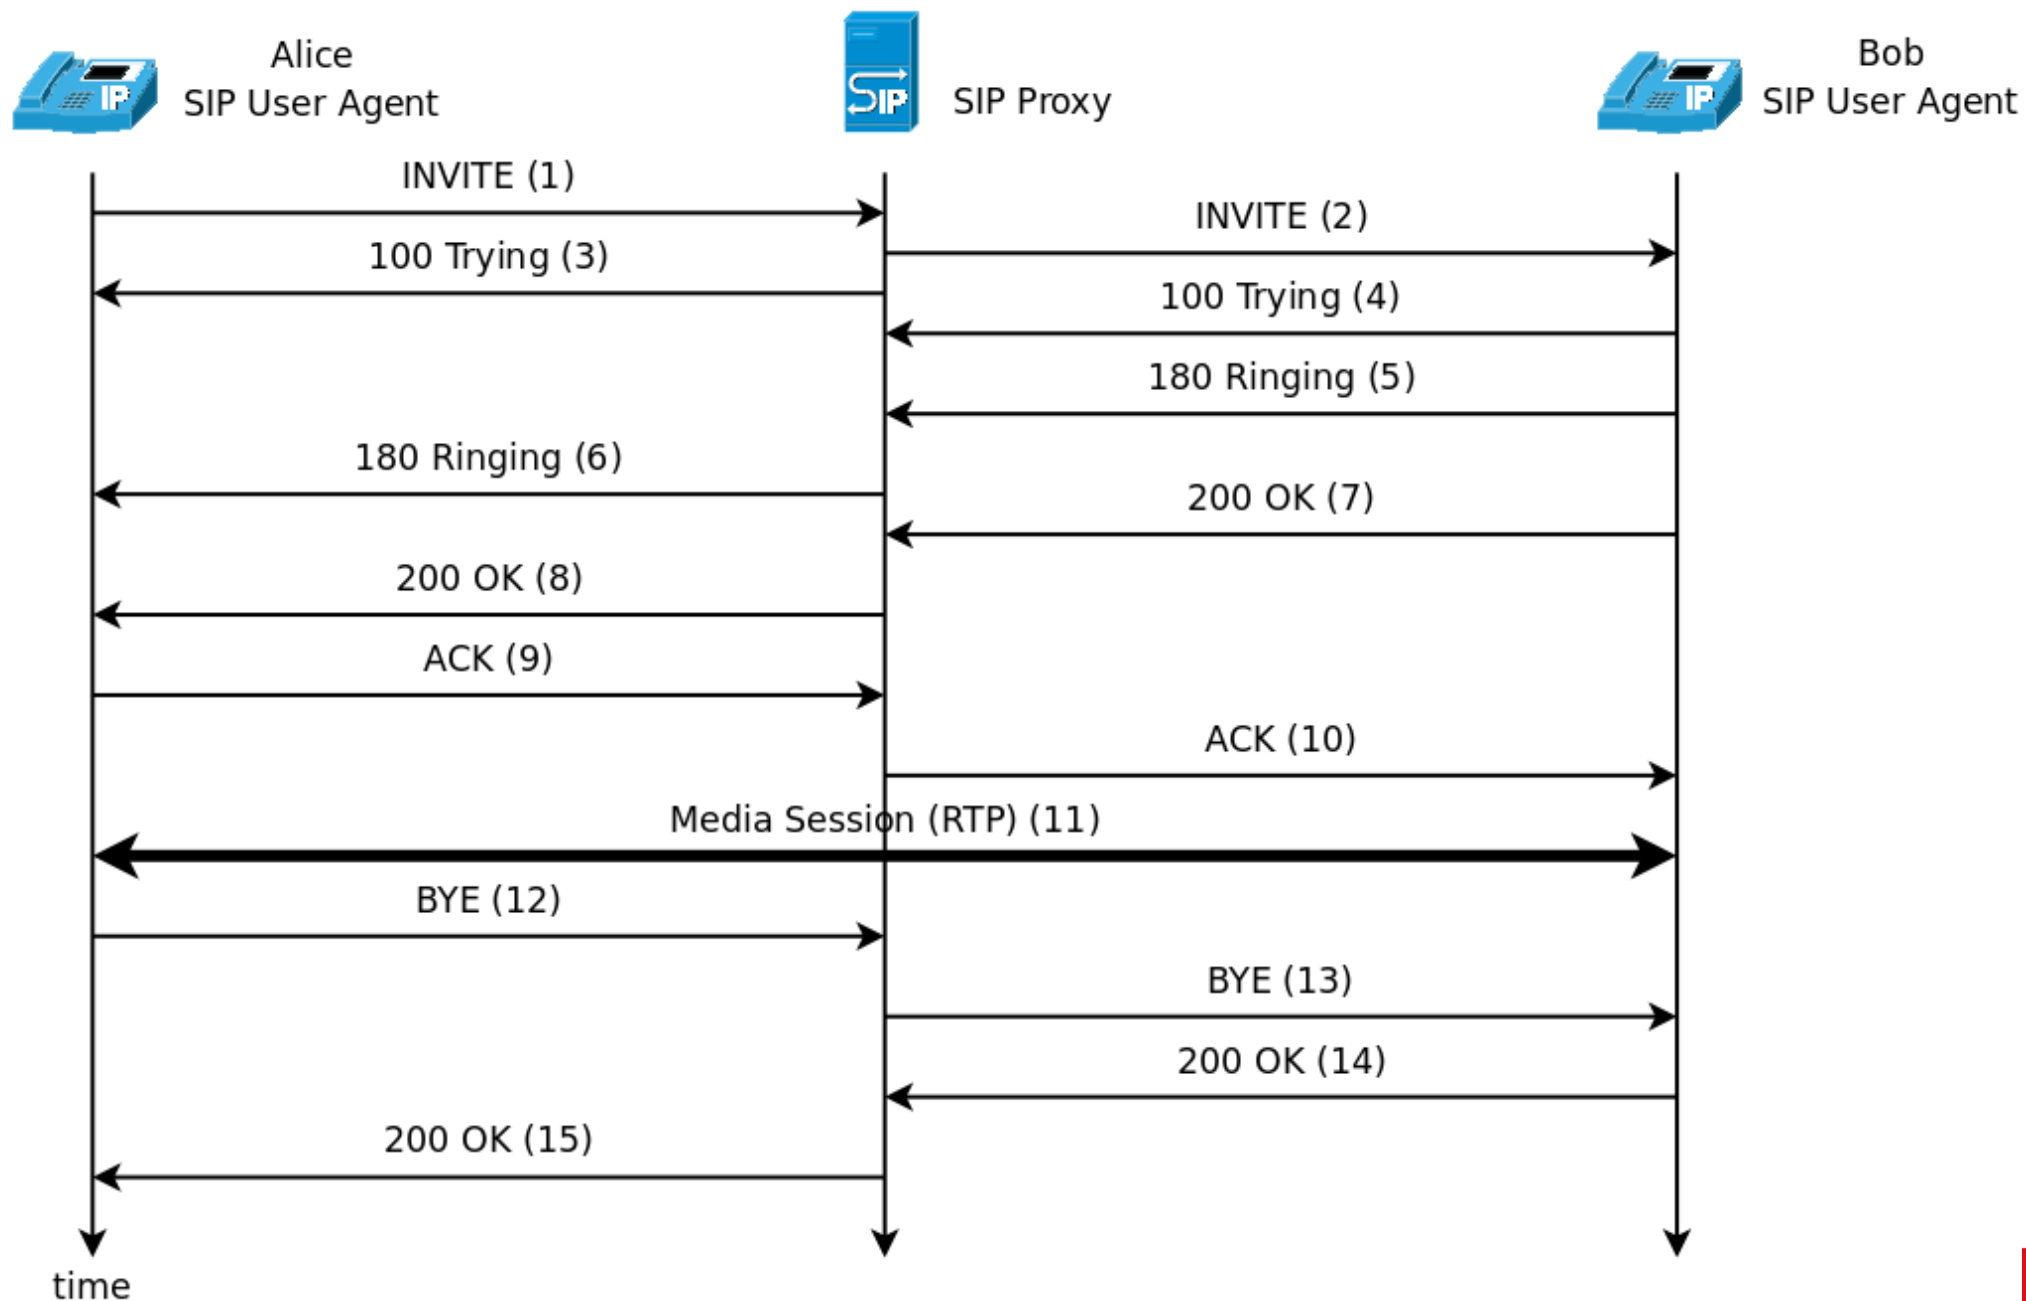 Alice
SIP User Agent
IP
SIP
SIP Proxy
Bob
SIP User Agent
IP
INVITE (1)
INVITE (2)
100 Trying (3)
100 Trying (4)
180 Ringing (5)
180 Ringing (6)
200 OK (7)
200 OK (8)
ACK (9)
ACK (10)
Media Session (RTP) (11)
BYE (12)
BYE (13)
200 OK (14)
200 OK (15)
time